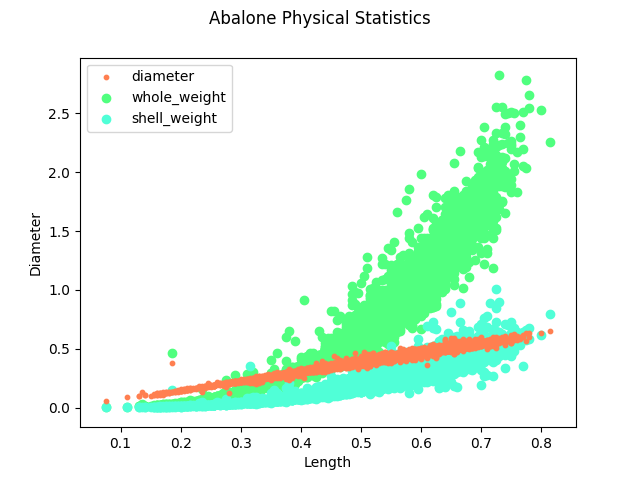 Abalone Physical Statistics
diameter
whole_weight
shell_weight
2.5
2.0
1.5
1.0
0.5
0.0
Diameter
0.1 0.2 0.3 0.4 0.5 0.6 0.7 0.8
Length